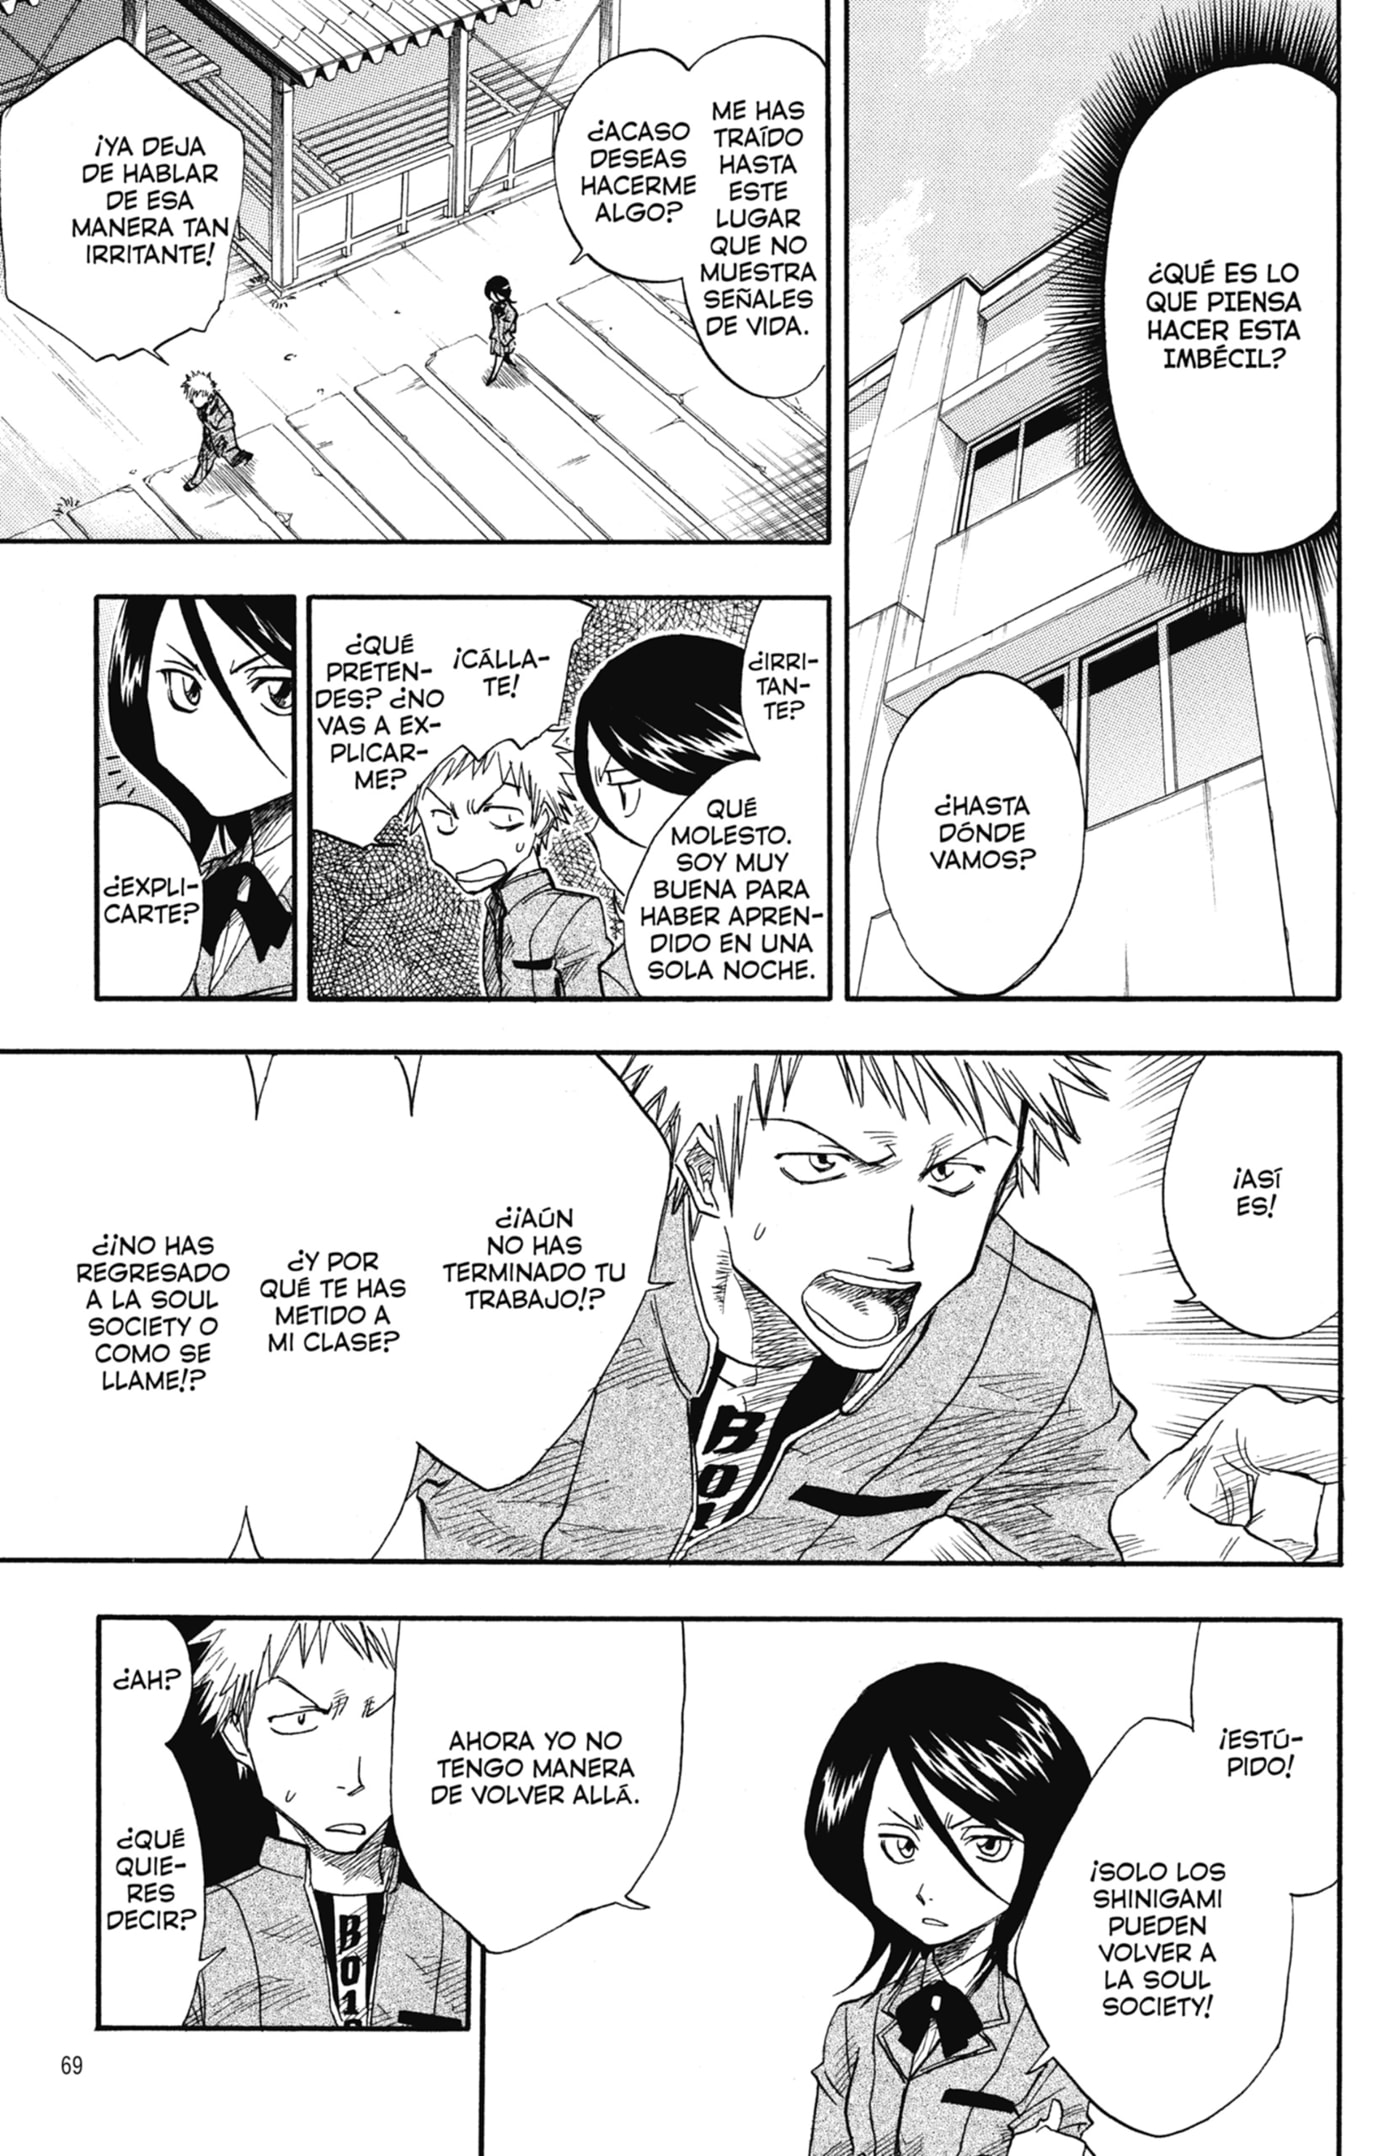 ¿QUÉ ES LO
QUE PIENSA
HACER ESTA
IMBÉCIL?
¿HASTA
DÓNDE
VAMOS?
ME HAS
TRAÍDO
HASTA
ESTE
LUGAR
QUE NO
MUESTRA
SEÑALES
DE VIDA.
¿ACASO
DESEAS
HACERME
ALGO?
¡YA DEJA
DE HABLAR
DE ESA
MANERA TAN
IRRITANTE!
¿IRRI-
TAN-
TE?
QUÉ
MOLESTO.
SOY MUY
BUENA PARA
HABER APREN-
DIDO EN UNA
SOLA NOCHE.
¡CÁLLA-
TE!
¿QUÉ
PRETEN-
DES? ¿NO
VAS A EX-
PLICAR-
ME?
¿EXPLI-
CARTE?
¡ASÍ
ES!
¿¡AÚN
NO HAS
TERMINADO TU
TRABAJO!?
¿Y POR
QUÉ TE HAS
METIDO A
MI CLASE?
¿¡NO HAS
REGRESADO
A LA SOUL
SOCIETY O
COMO SE
LLAME!?
BO1
¡ESTÚ-
PIDO!
¡SOLO LOS
SHINIGAMI
PUEDEN
VOLVER A
LA SOUL
SOCIETY!
AHORA YO NO
TENGO MANERA
DE VOLVER ALLÁ.
¿AH?
¿QUÉ
QUIE-
RES
DECIR?
BO1
69